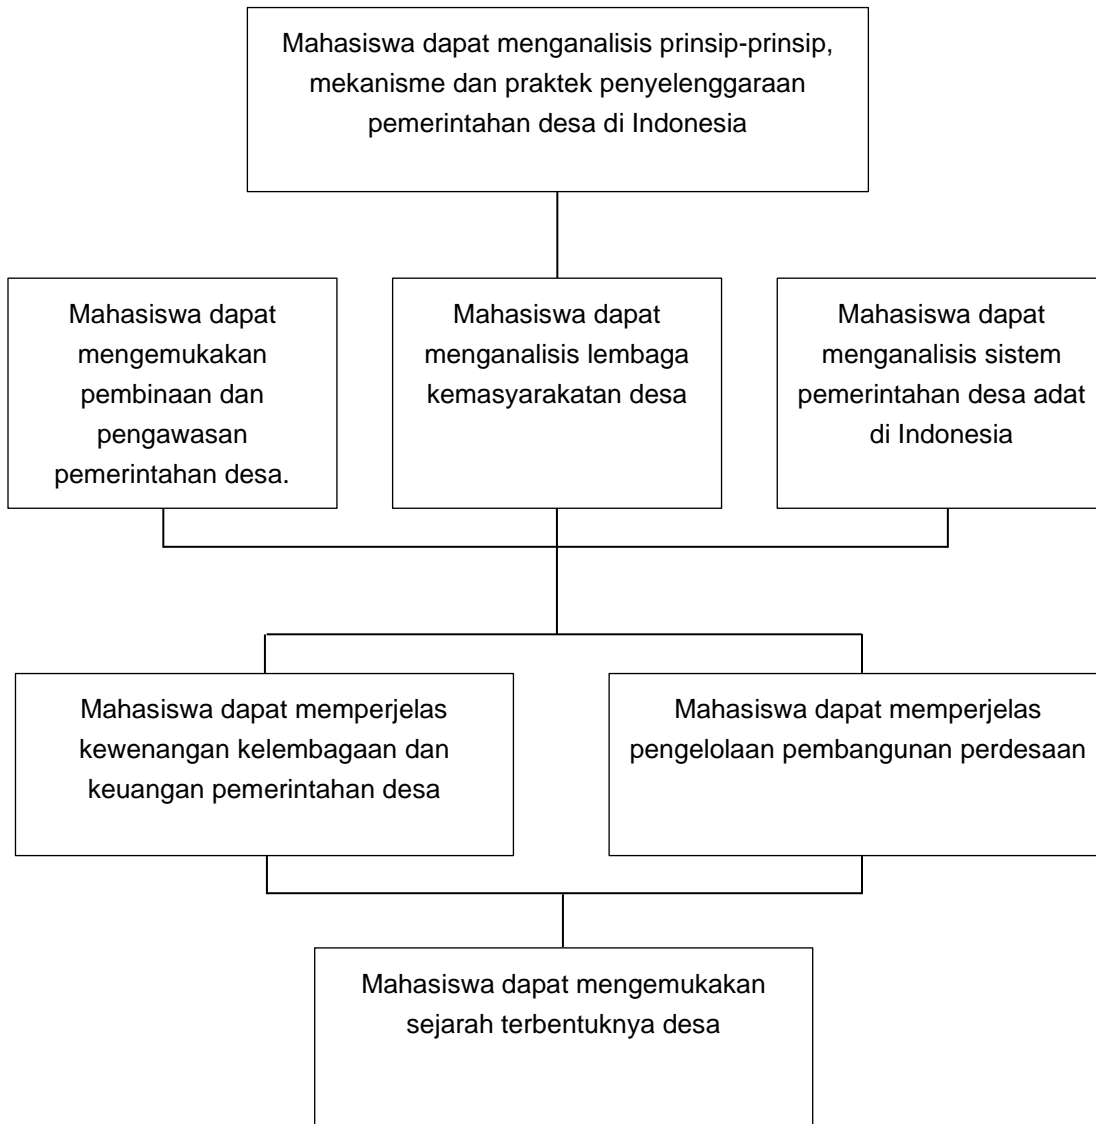 Mahasiswa dapat menganalisis prinsip-prinsip,
mekanisme dan praktek penyelenggaraan
pemerintahan desa di Indonesia
Mahasiswa dapat
mengemukakan
pembinaan dan
pengawasan
pemerintahan desa.
Mahasiswa dapat
menganalisis lembaga
kemasyarakatan desa
Mahasiswa dapat
menganalisis sistem
pemerintahan desa adat
di Indonesia
Mahasiswa dapat memperjelas
kewenangan kelembagaan dan
keuangan pemerintahan desa
Mahasiswa dapat memperjelas
pengelolaan pembangunan perdesaan
Mahasiswa dapat mengemukakan
sejarah terbentuknya desa